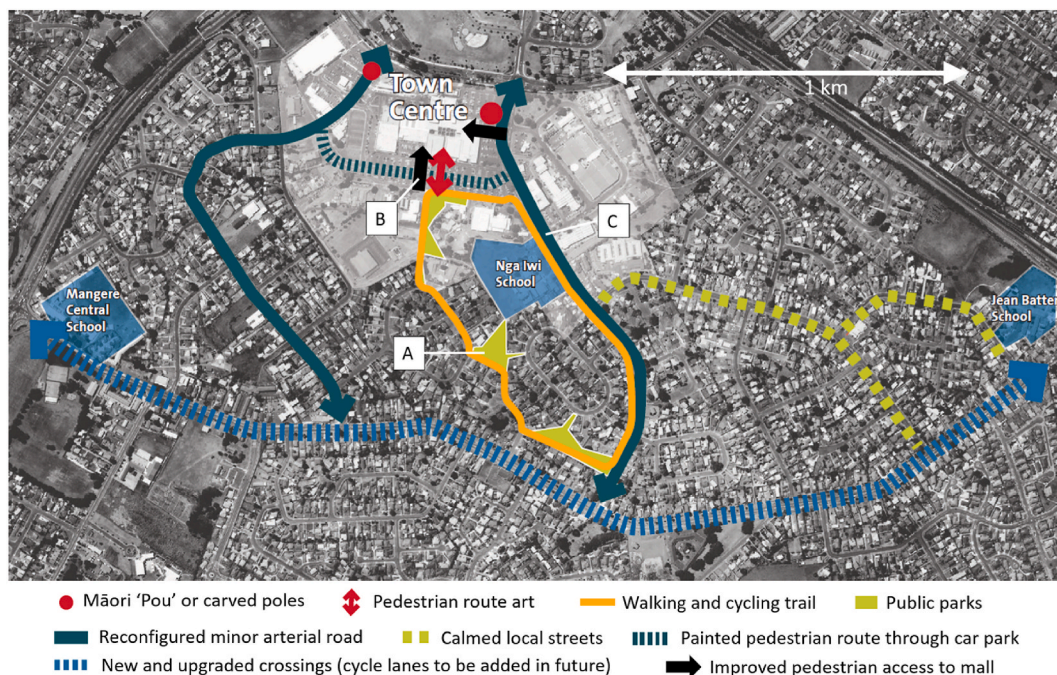 Town
Centre
1 km
B
C
Nga Iwi
School
Mangere
Central
School
Jean Batten
School
A
Māori ‘Pou’ or carved poles
Pedestrian route art
Walking and cycling trail
Public parks
Reconfigured minor arterial road
Calmed local streets
Painted pedestrian route through car park
New and upgraded crossings (cycle lanes to be added in future)
Improved pedestrian access to mall